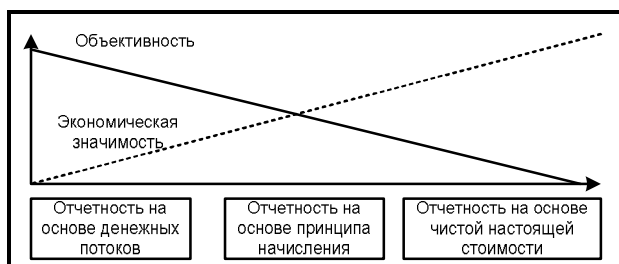 Объективность
Экономическая
значимость
Отчетность на
основе денежных
потоков
Отчетность на
основе принципа
начисления
Отчетность на основе
чистой настоящей
стоимости